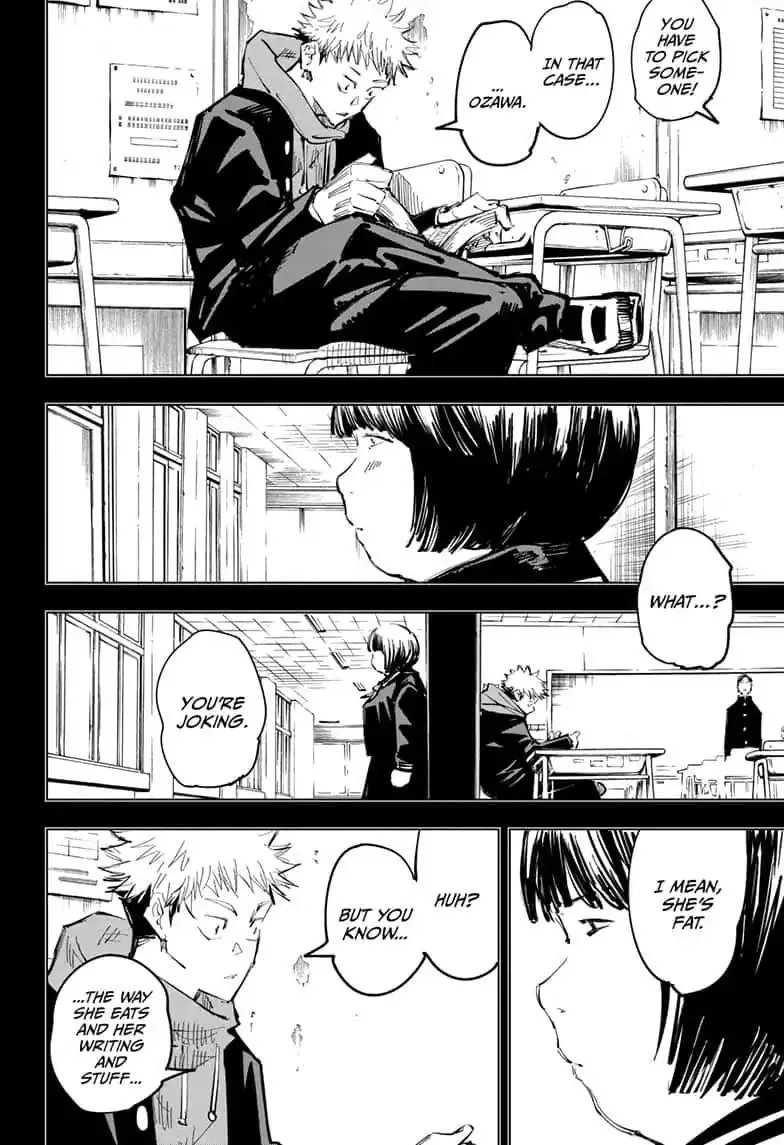 YOU
HAVE
TO PICK
SOME-
ONE!
IN THAT
CASE...
...
OZAWA.
WHAT...?
YOU'RE
JOKING.
I MEAN,
SHE'S
FAT.
HUH?
BUT YOU
KNOW...
...THE WAY
SHE EATS
AND HER
WRITING
AND
STUFF...